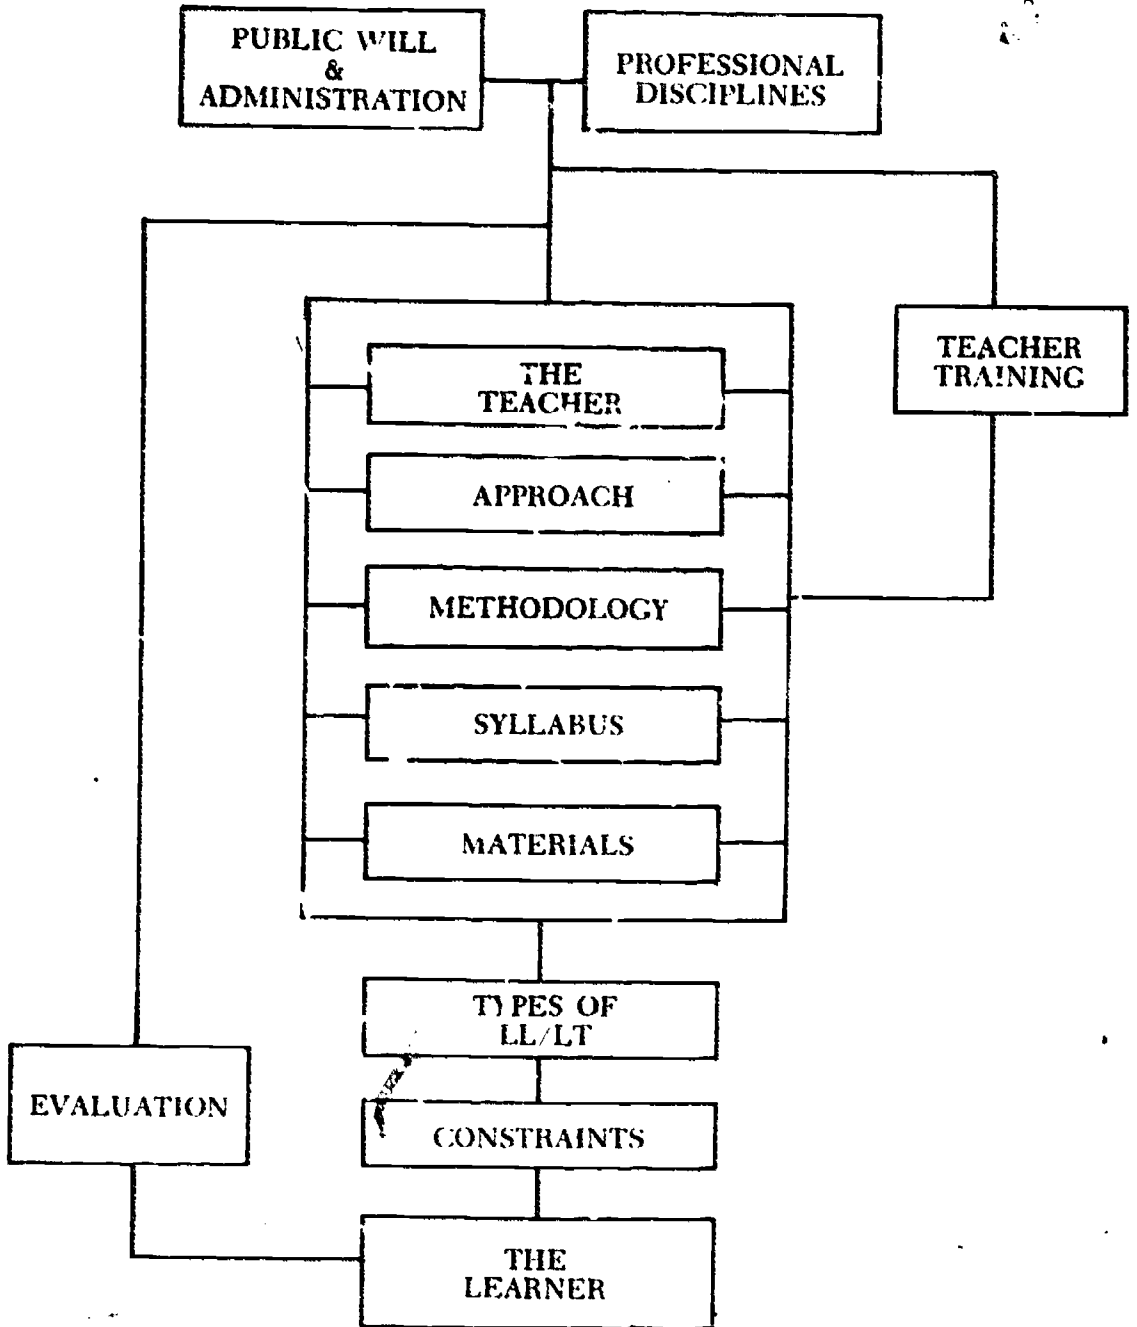 PUBLIC WILL
&
ADMINISTRATION
PROFESSIONAL
DISCIPLINES
TEACHER
TRAINING
THE
TEACHER
APPROACH
METHODOLOGY
SYLLABUS
MATERIALS
TYPES OF
LL/LT
EVALUATION
CONSTRAINTS
THE
LEARNER